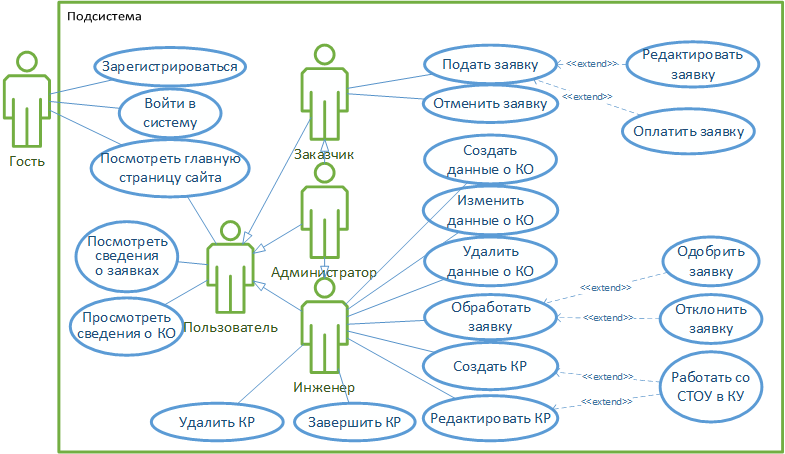 Подсистема
Гость
Зарегистрироваться
Войти в
систему
Посмотреть главную
страницу сайта
Заказчик
Подать заявку
<<extend>>
Редактировать
заявку
Отменить заявку
<<extend>>
Оплатить заявку
Создать
данные о КО
Изменить
данные о КО
Удалить
данные о КО
Администратор
Посмотреть
сведения
о заявках
Просмотреть
сведения о КО
Пользователь
Инженер
Обработать
заявку
<<extend>>
Одобрить
заявку
<<extend>>
Отклонить
заявку
Создать КР
<<extend>>
Работать со
СТОУ в КУ
<<extend>>
Редактировать КР
Удалить КР
Завершить КР